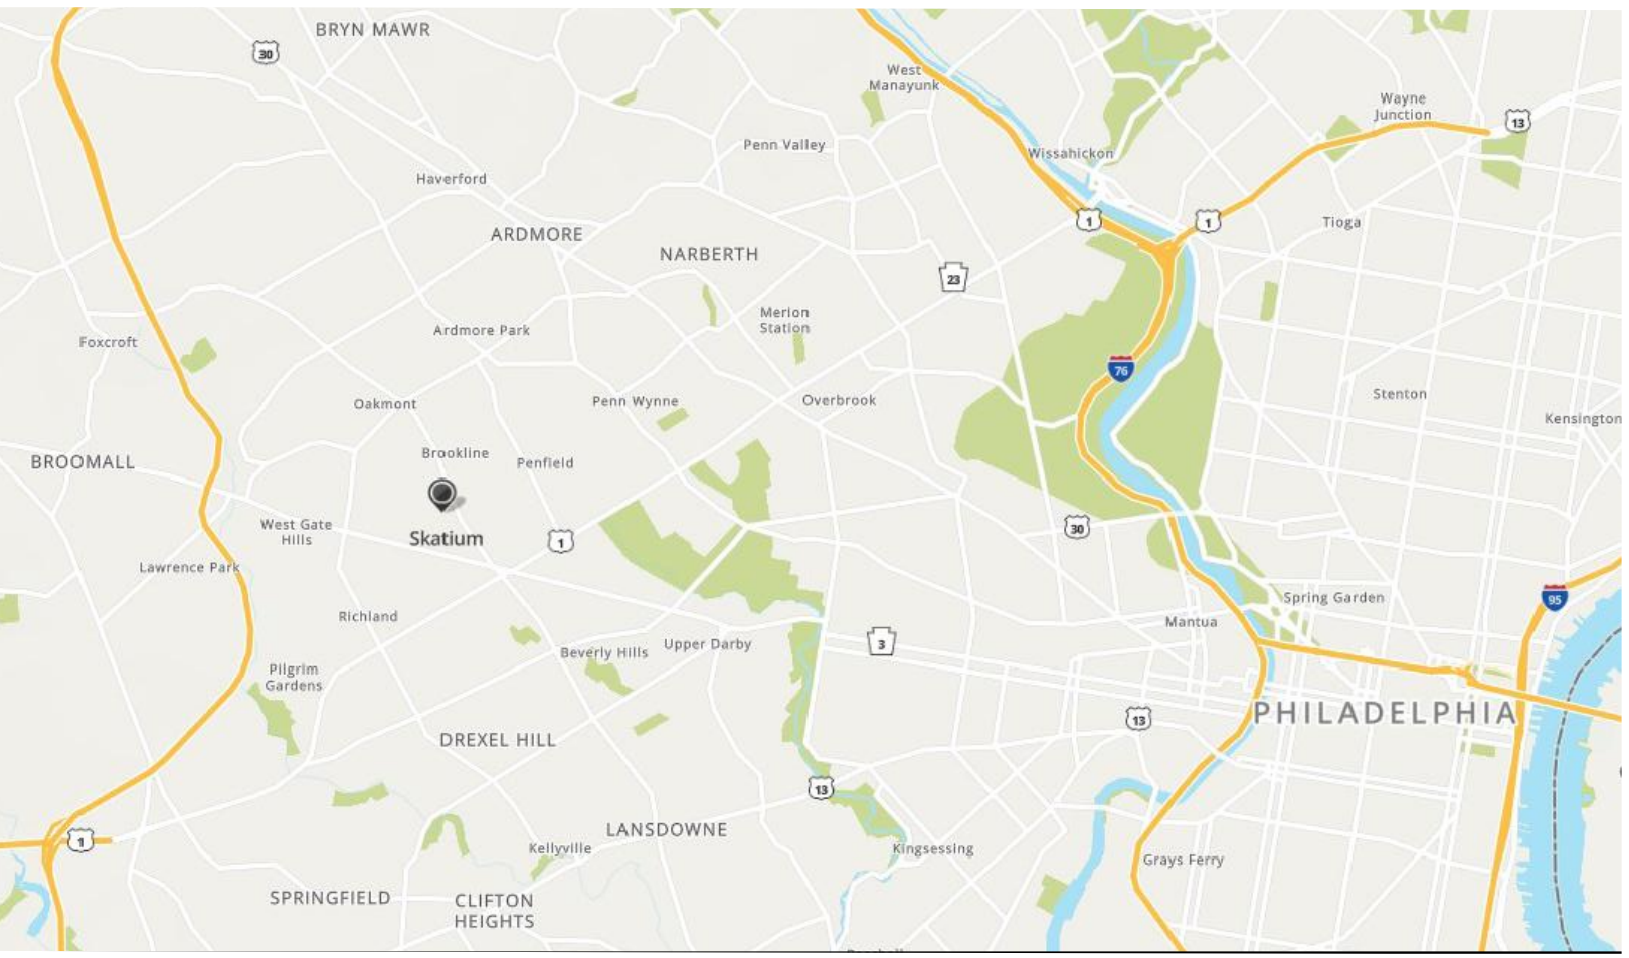 BRYN MAWR
30
West
Manayunk
Wayne
Junction
13
Penn Valley
Wissahickon
Haverford
1
1
Tioga
ARDMORE
NARBERTH
23
Merion
Station
Ardmore Park
Foxcroft
76
Stenton
Oakmont
Penn Wynne
Overbrook
Kensington
Brookline
Penfield
BROOMALL
West Gate
Hills
Skatium
1
30
Lawrence Park
Spring Garden
95
Richland
Mantua
Beverly Hills
Upper Darby
3
Pilgrim
Gardens
13
PHILADELPHIA
DREXEL HILL
13
LANSDOWNE
1
Kellyville
Kingsessing
Grays Ferry
SPRINGFIELD
CLIFTON
HEIGHTS